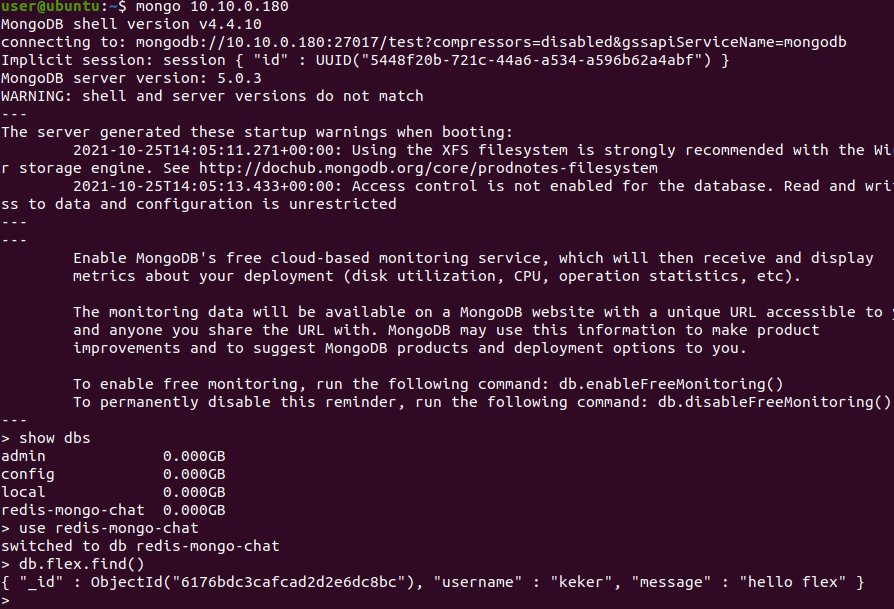 user@ubuntu:~$ mongo 10.10.0.180
MongoDB shell version v4.4.10
connecting to: mongodb://10.10.0.180:27017/test?compressors=disabled&gssapiServiceName=mongodb
Implicit session: session { "id" : UUID("5448f20b-721c-44a6-a534-a596b62a4abf") }
MongoDB server version: 5.0.3
WARNING: shell and server versions do not match
---
The server generated these startup warnings when booting:
        2021-10-25T14:05:11.271+00:00: Using the XFS filesystem is strongly recommended with the Wi
r storage engine. See http://dochub.mongodb.org/core/prodnotes-filesystem
        2021-10-25T14:05:13.433+00:00: Access control is not enabled for the database. Read and wri
ss to data and configuration is unrestricted
---
---
        Enable MongoDB's free cloud-based monitoring service, which will then receive and display
        metrics about your deployment (disk utilization, CPU, operation statistics, etc).

        The monitoring data will be available on a MongoDB website with a unique URL accessible to
        and anyone you share the URL with. MongoDB may use this information to make product
        improvements and to suggest MongoDB products and deployment options to you.

        To enable free monitoring, run the following command: db.enableFreeMonitoring()
        To permanently disable this reminder, run the following command: db.disableFreeMonitoring()
---
> show dbs
admin             0.000GB
config            0.000GB
local             0.000GB
redis-mongo-chat  0.000GB
> use redis-mongo-chat
switched to db redis-mongo-chat
> db.flex.find()
{ "_id" : ObjectId("6176bdc3cafcad2d2e6dc8bc"), "username" : "keker", "message" : "hello flex" }
>